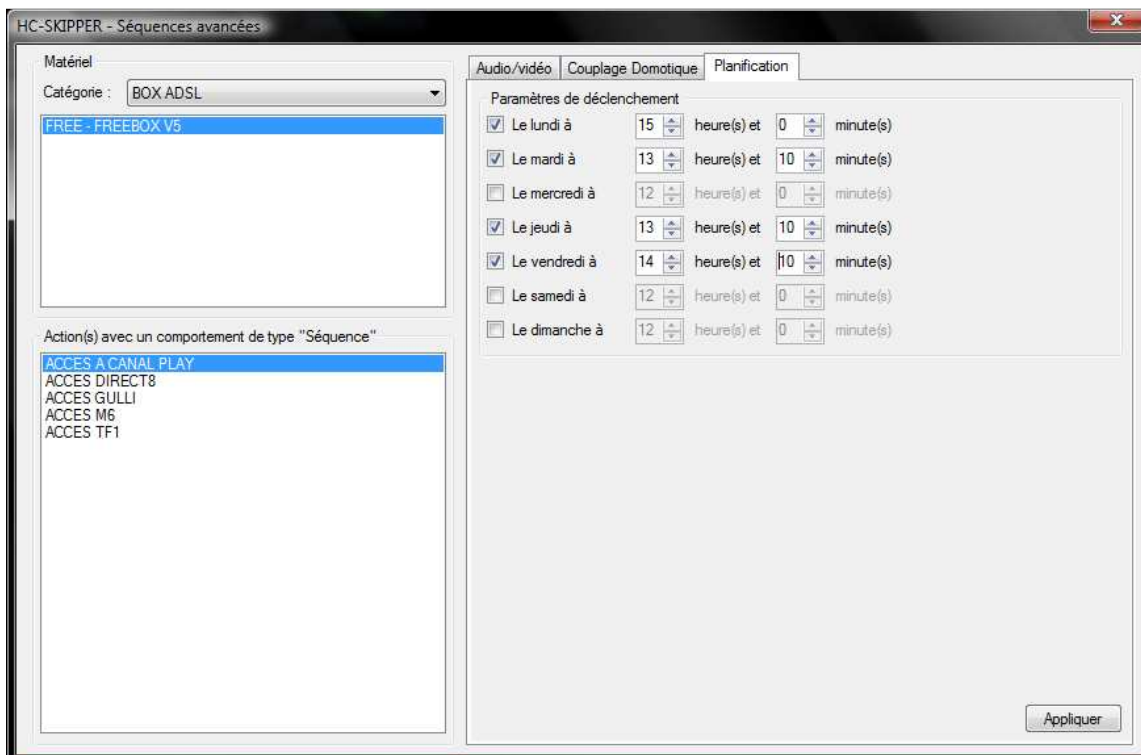 HC-SKIPPER - Séquences avancées
Matériel
Catégorie : BOX ADSL
FREE - FREEBOX V5
Action(s) avec un comportement de type "Séquence"
ACCES A CANAL PLAY
ACCES DIRECT8
ACCES GULLI
ACCES M6
ACCES TF1
Audio/vidéo Couplage Domotique Planification
Paramètres de déclenchement
Le lundi à 15 heure(s) et 0 minute(s)
Le mardi à 13 heure(s) et 10 minute(s)
Le mercredi à 12 heure(s) et 0 minute(s)
Le jeudi à 13 heure(s) et 10 minute(s)
Le vendredi à 14 heure(s) et 10 minute(s)
Le samedi à 12 heure(s) et 0 minute(s)
Le dimanche à 12 heure(s) et 0 minute(s)
Appliquer